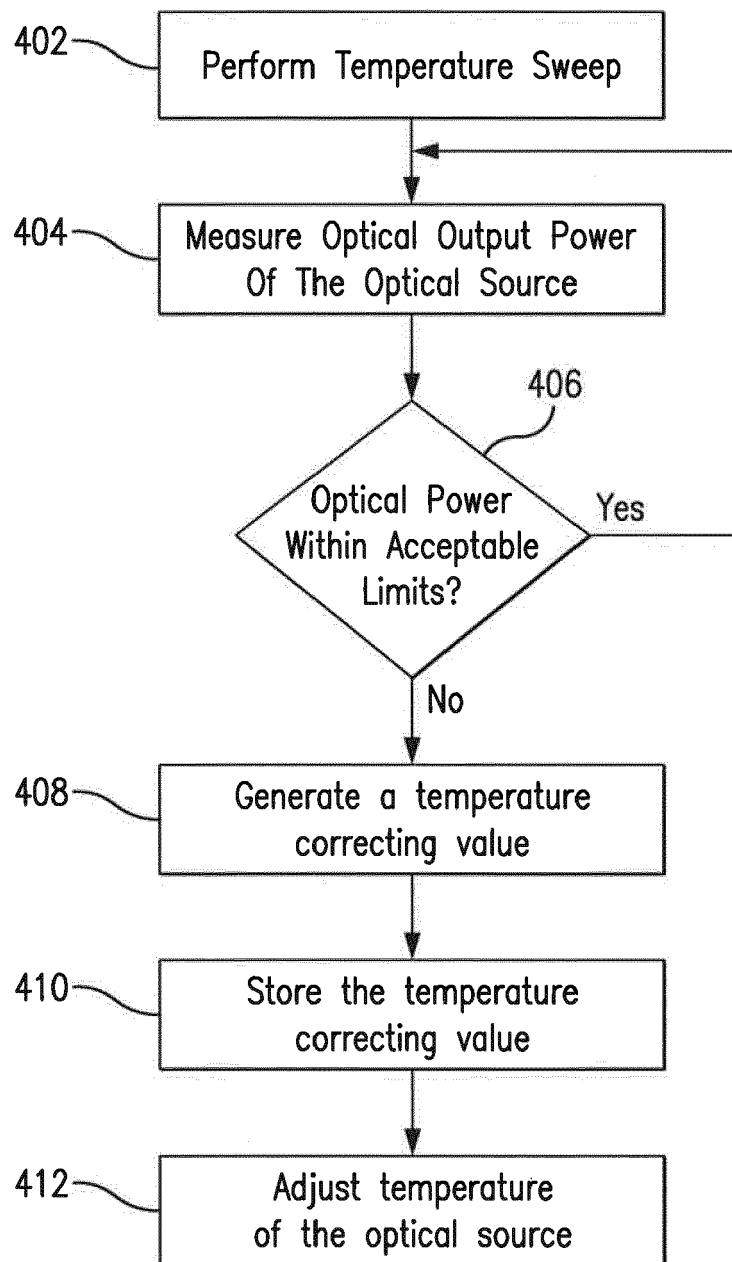 402
Perform Temperature Sweep
404
Measure Optical Output Power
Of The Optical Source
406
Optical Power
Within Acceptable
Limits?
Yes
No
408
Generate a temperature
correcting value
410
Store the temperature
correcting value
412
Adjust temperature
of the optical source